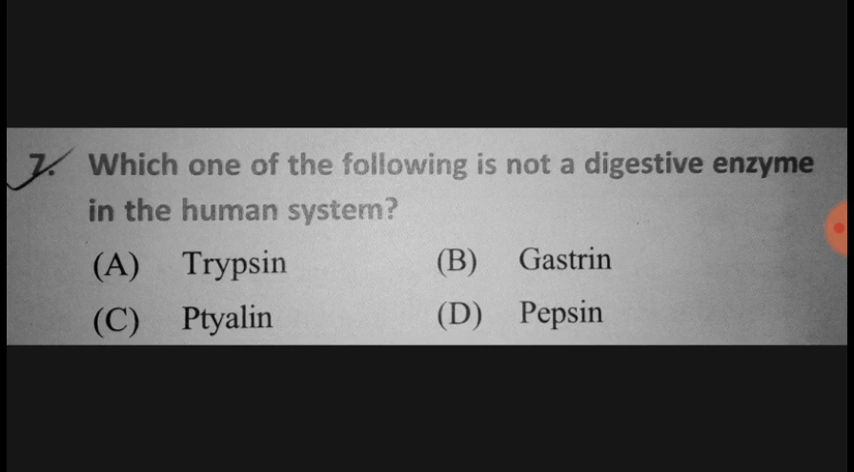 7. Which one of the following is not a digestive enzyme
in the human system?
(A) Trypsin (B) Gastrin
(C) Ptyalin (D) Pepsin